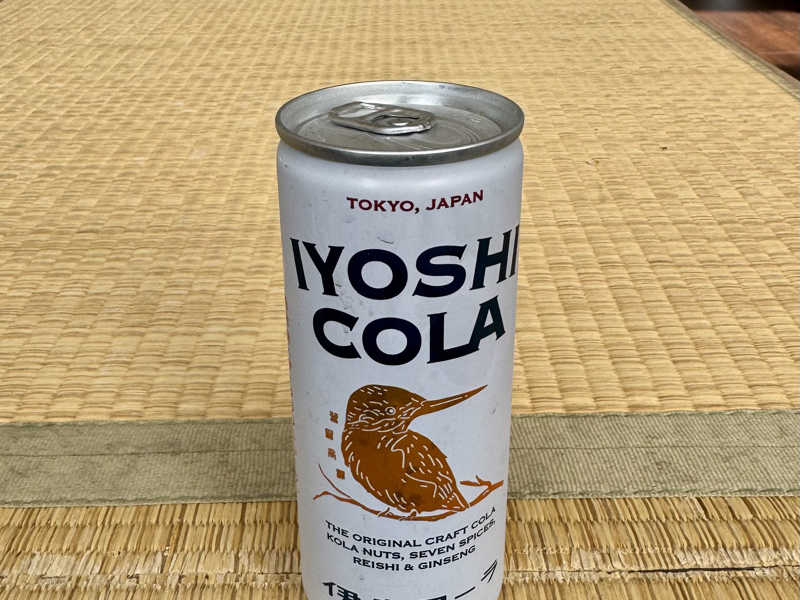 TOKYO, JAPAN
IYOSHI
COLA
THE ORIGINAL CRAFT COLA
KOLA NUTS, SEVEN SPICES,
REISHI & GINSENG